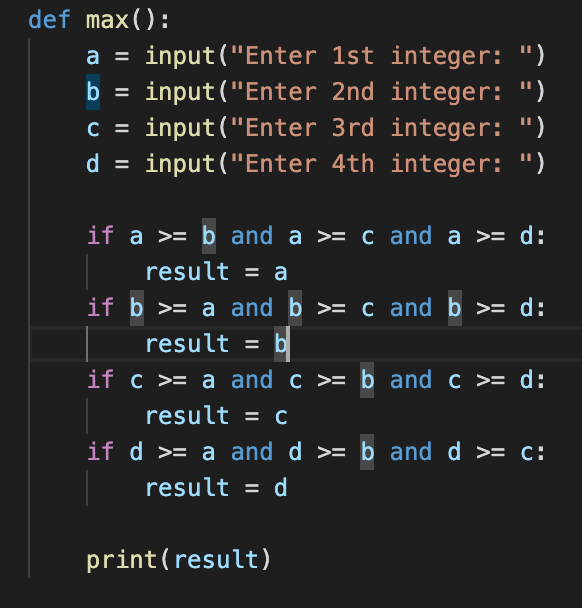 def max():
    a = input("Enter 1st integer: ")
    b = input("Enter 2nd integer: ")
    c = input("Enter 3rd integer: ")
    d = input("Enter 4th integer: ")
    if a >= b and a >= c and a >= d:
        result = a
    if b >= a and b >= c and b >= d:
        result = b
    if c >= a and c >= b and c >= d:
        result = c
    if d >= a and d >= b and d >= c:
        result = d
    print(result)